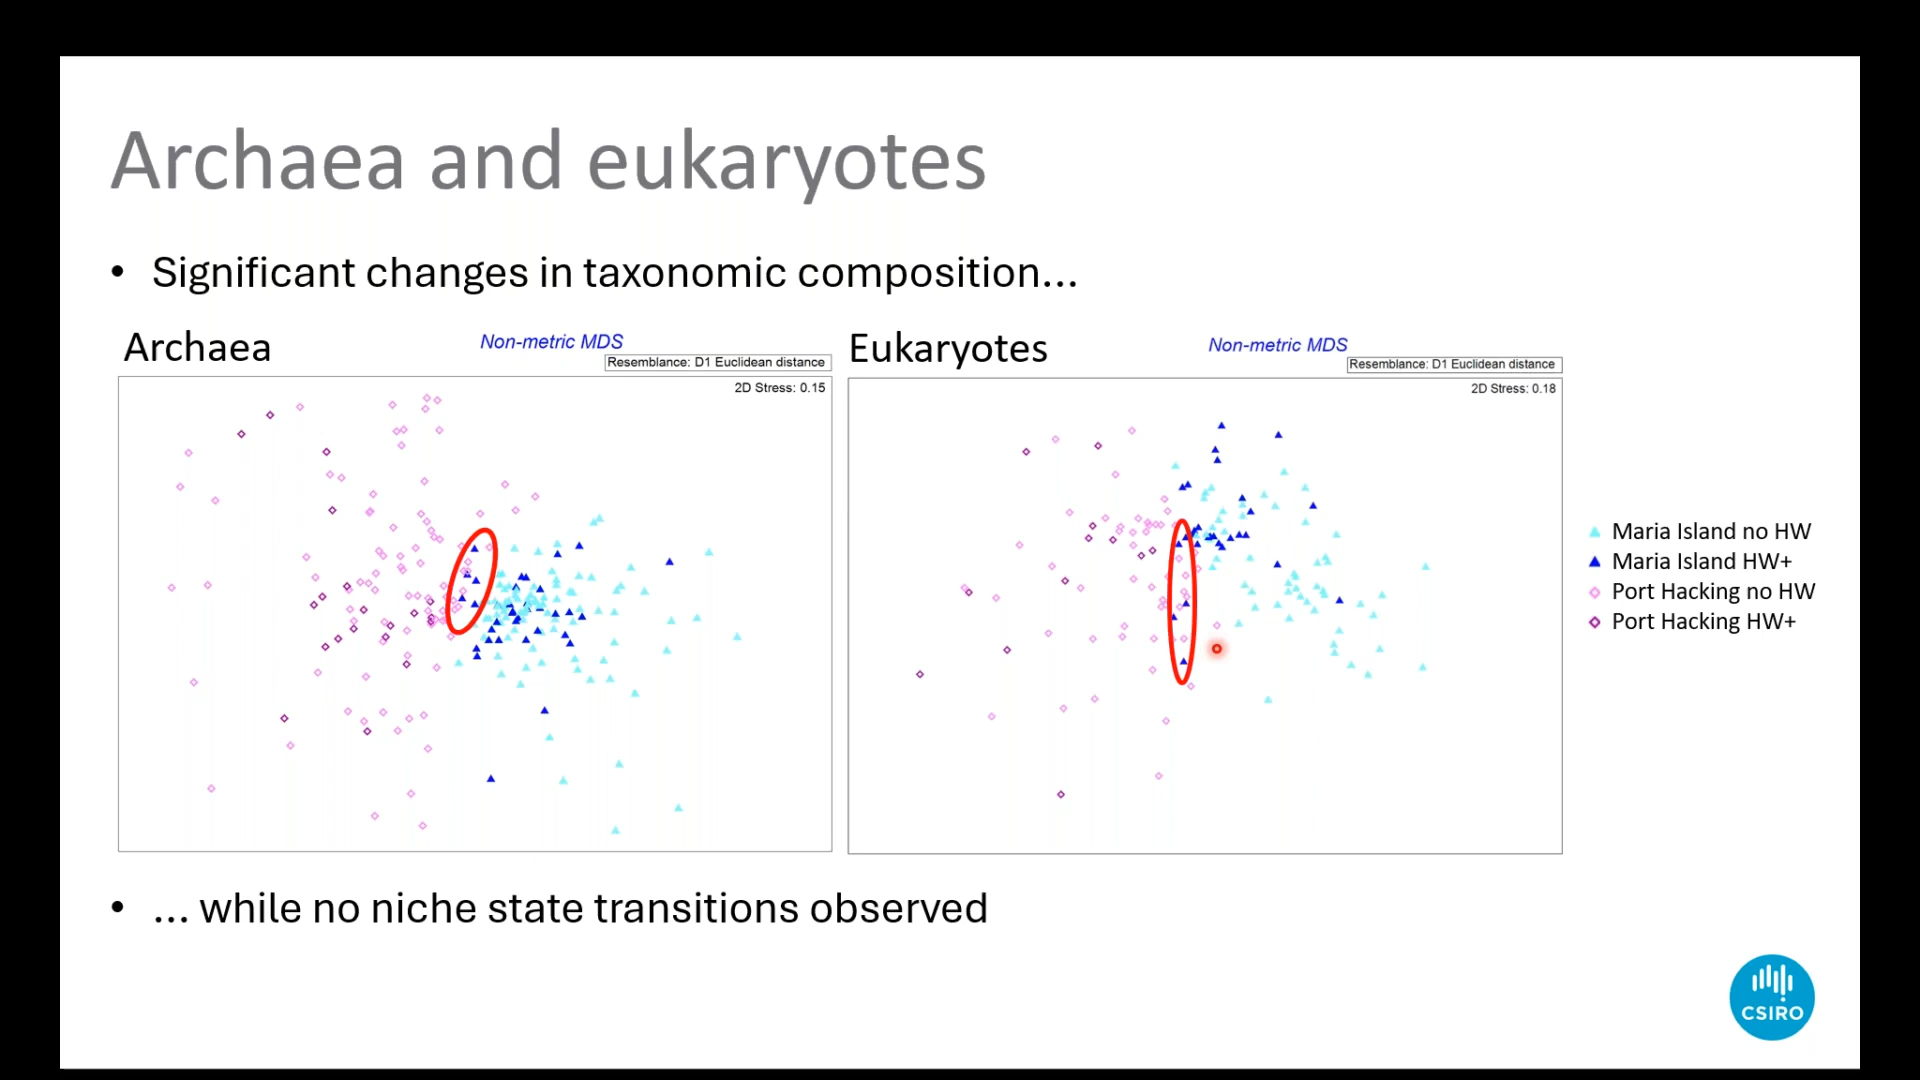 Archaea and eukaryotes
• Significant changes in taxonomic composition...
Archaea
Non-metric MDS
Resemblance: D1 Euclidean distance
2D Stress: 0.15
Eukaryotes
Non-metric MDS
Resemblance: D1 Euclidean distance
2D Stress: 0.18
Maria Island no HW
Maria Island HW+
Port Hacking no HW
Port Hacking HW+
• ... while no niche state transitions observed
CSIRO